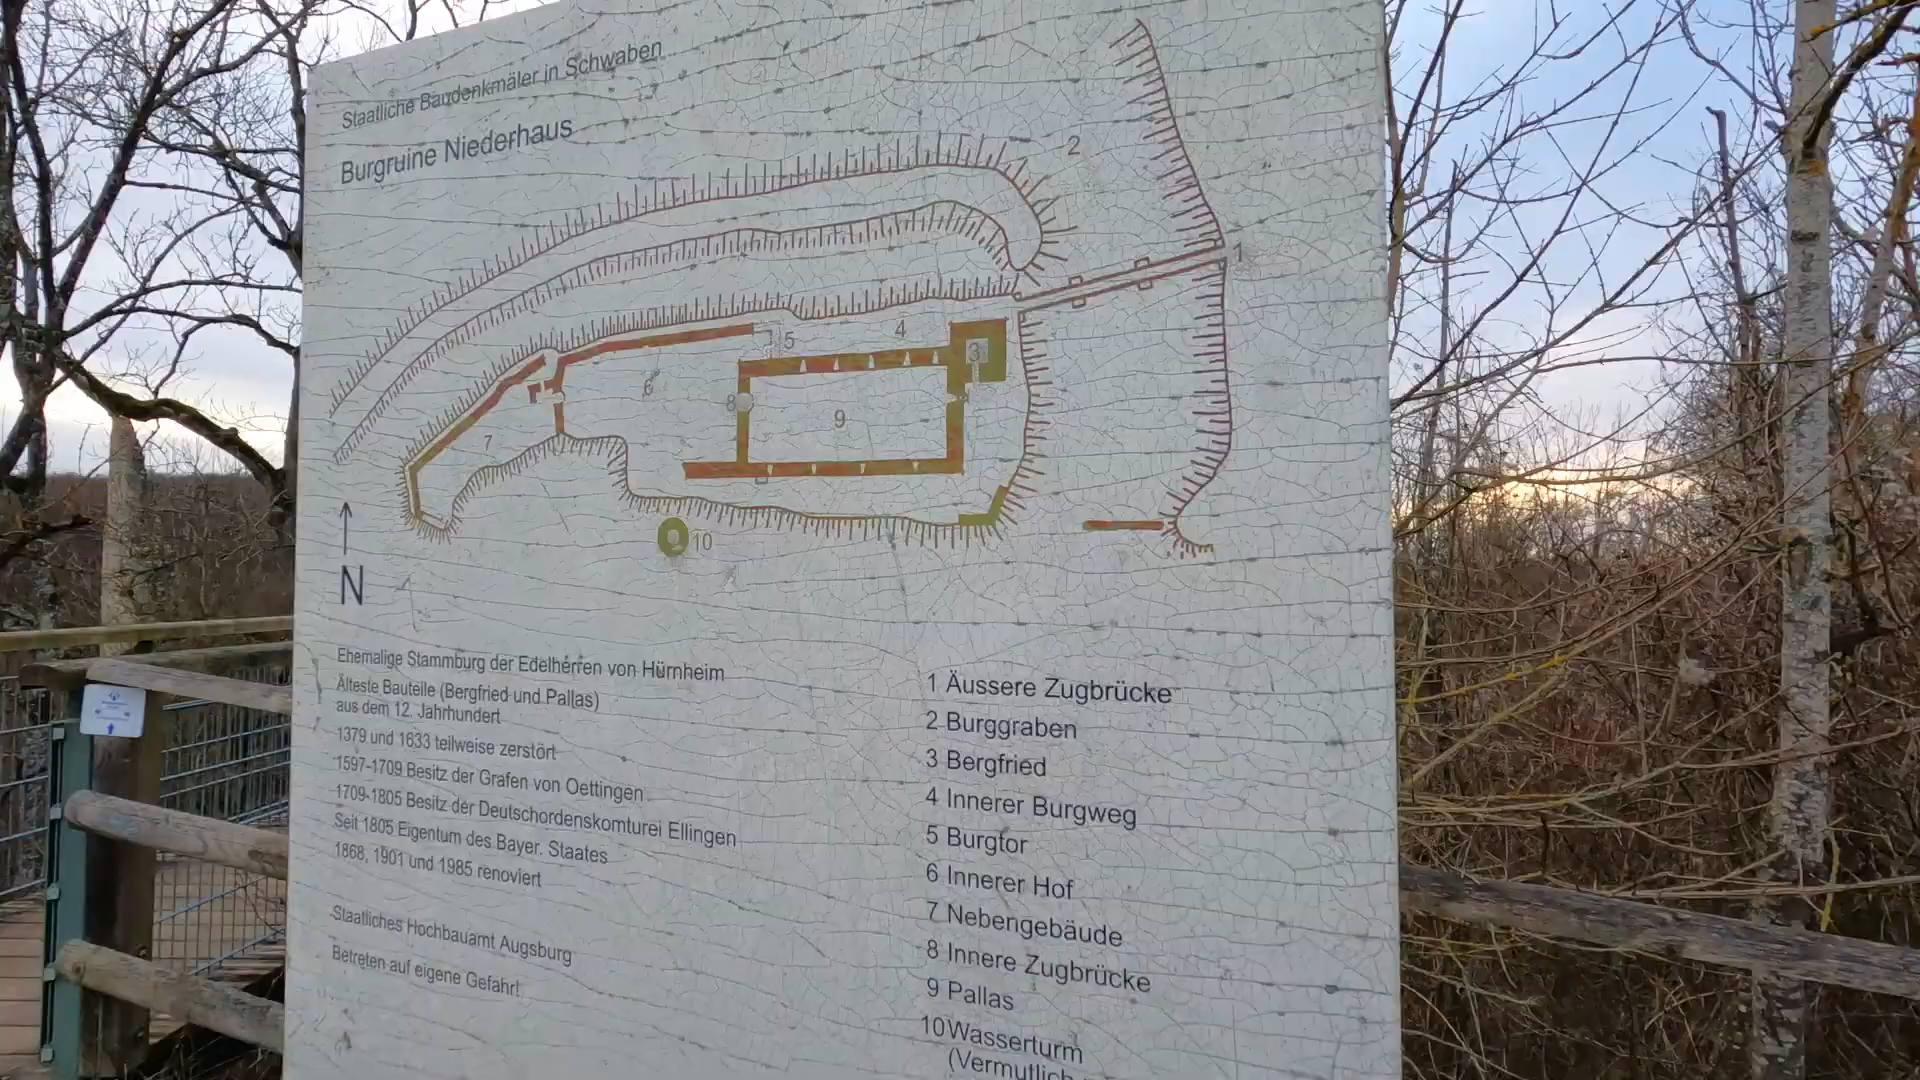 Staatliche Baudenkmäler in Schwaben
Burgruine Niederhaus
2
1
5
4
3
6
8
9
7
10
N
Ehemalige Stammburg der Edelherren von Hürnheim
Älteste Bauteile (Bergfried und Pallas)
aus dem 12. Jahrhundert
1379 und 1633 teilweise zerstört
1597-1709 Besitz der Grafen von Oettingen
1709-1805 Besitz der Deutschordenskomturei Ellingen
Seit 1805 Eigentum des Bayer. Staates
1868, 1901 und 1985 renoviert
Staatliches Hochbauamt Augsburg
Betreten auf eigene Gefahr!
1 Äussere Zugbrücke
2 Burggraben
3 Bergfried
4 Innerer Burgweg
5 Burgtor
6 Innerer Hof
7 Nebengebäude
8 Innere Zugbrücke
9 Pallas
10 Wasserturm
(Vermutlich